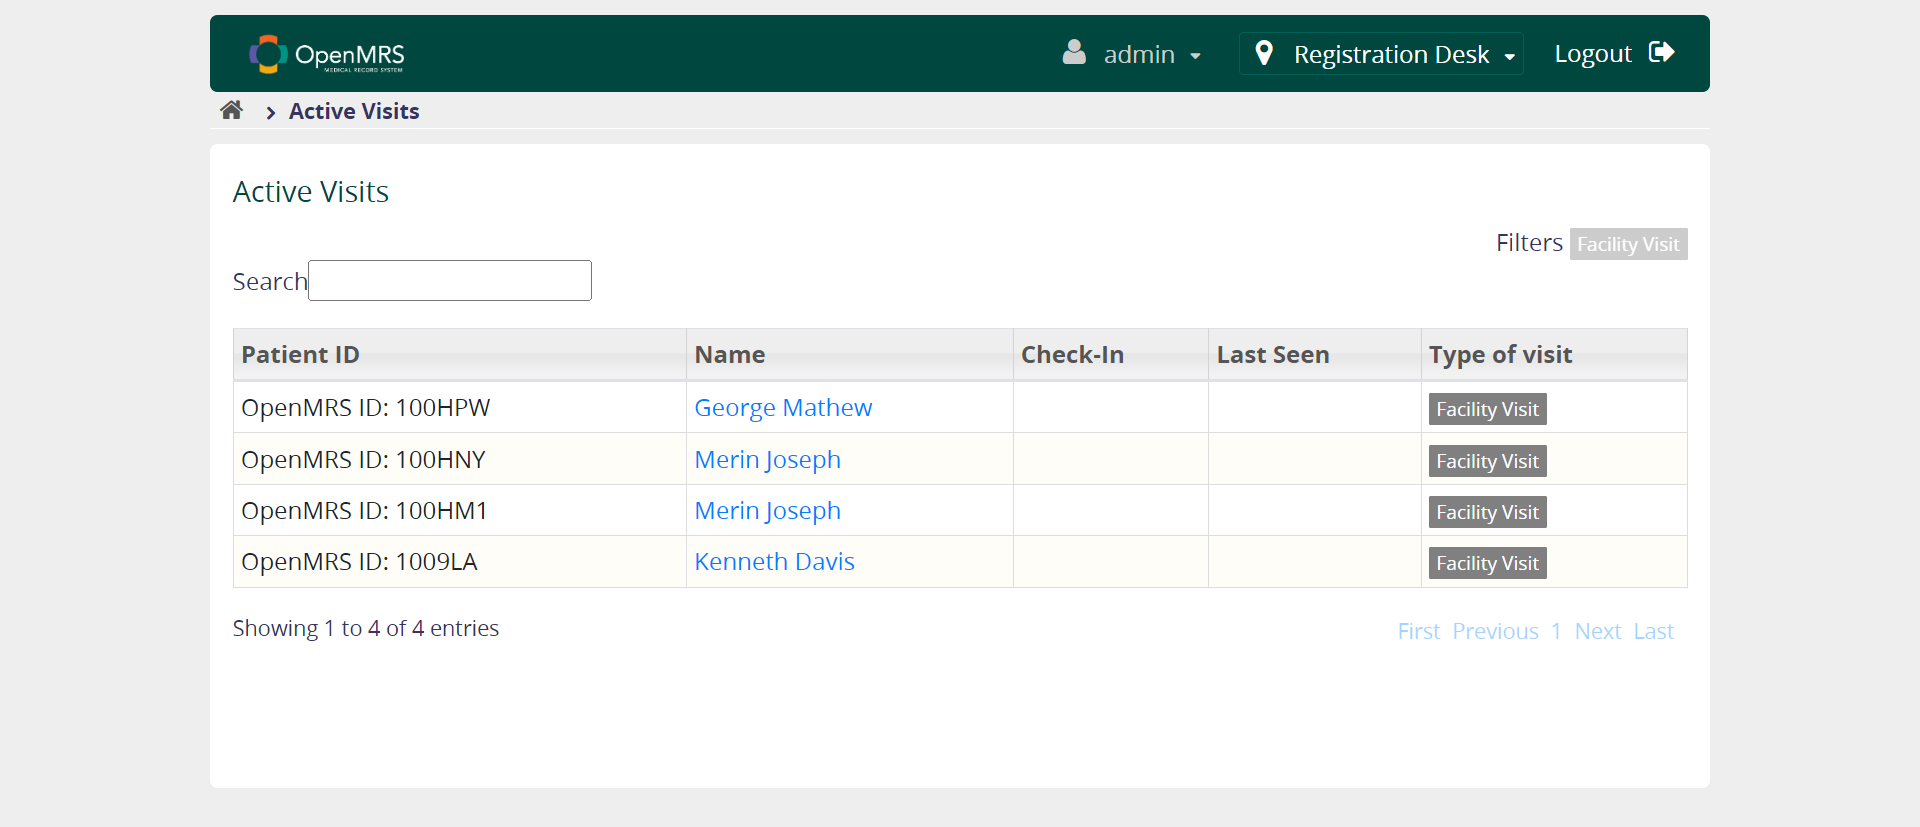 OpenMRS
MEDICAL RECORD SYSTEM
admin
Registration Desk
Logout
Active Visits
Active Visits
Filters Facility Visit
Search
Patient ID Name Check-In Last Seen Type of visit
OpenMRS ID: 100HPW George Mathew Facility Visit
OpenMRS ID: 100HNY Merin Joseph Facility Visit
OpenMRS ID: 100HM1 Merin Joseph Facility Visit
OpenMRS ID: 1009LA Kenneth Davis Facility Visit
Showing 1 to 4 of 4 entries
First Previous 1 Next Last